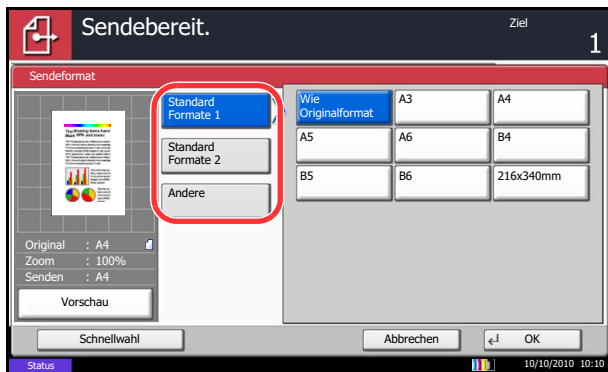 Sendebereit.
Ziel
1
Sendeformat
Standard
Formate 1
Standard
Formate 2
Andere
Wie
Originalformat
A3
A4
A5
A6
B4
B5
B6
216x340mm
Original : A4
Zoom : 100%
Senden : A4
Vorschau
Schnellwahl
Abbrechen
OK
Status
10/10/2010 10:10